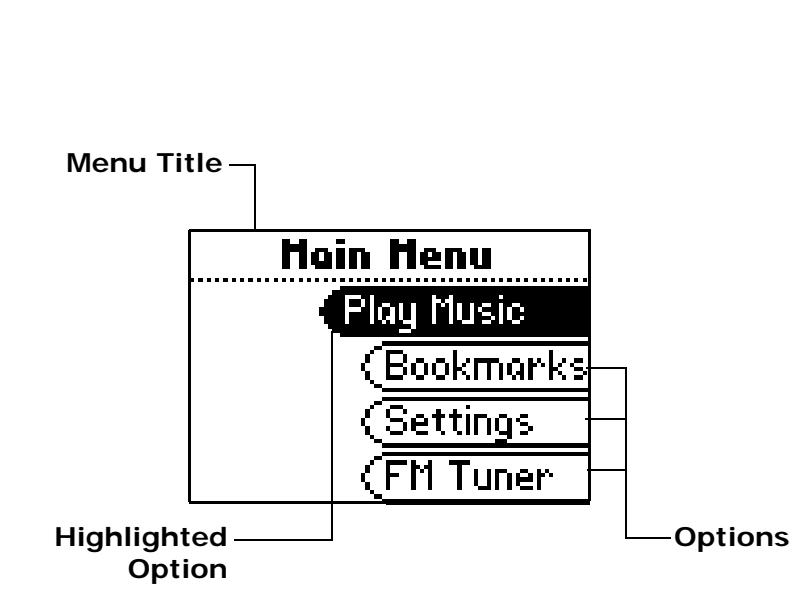 Menu Title
Main Menu
Play Music
Bookmarks
Settings
FM Tuner
Highlighted
Option
Options